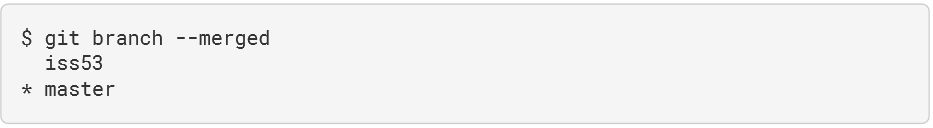 $ git branch --merged
  iss53
* master